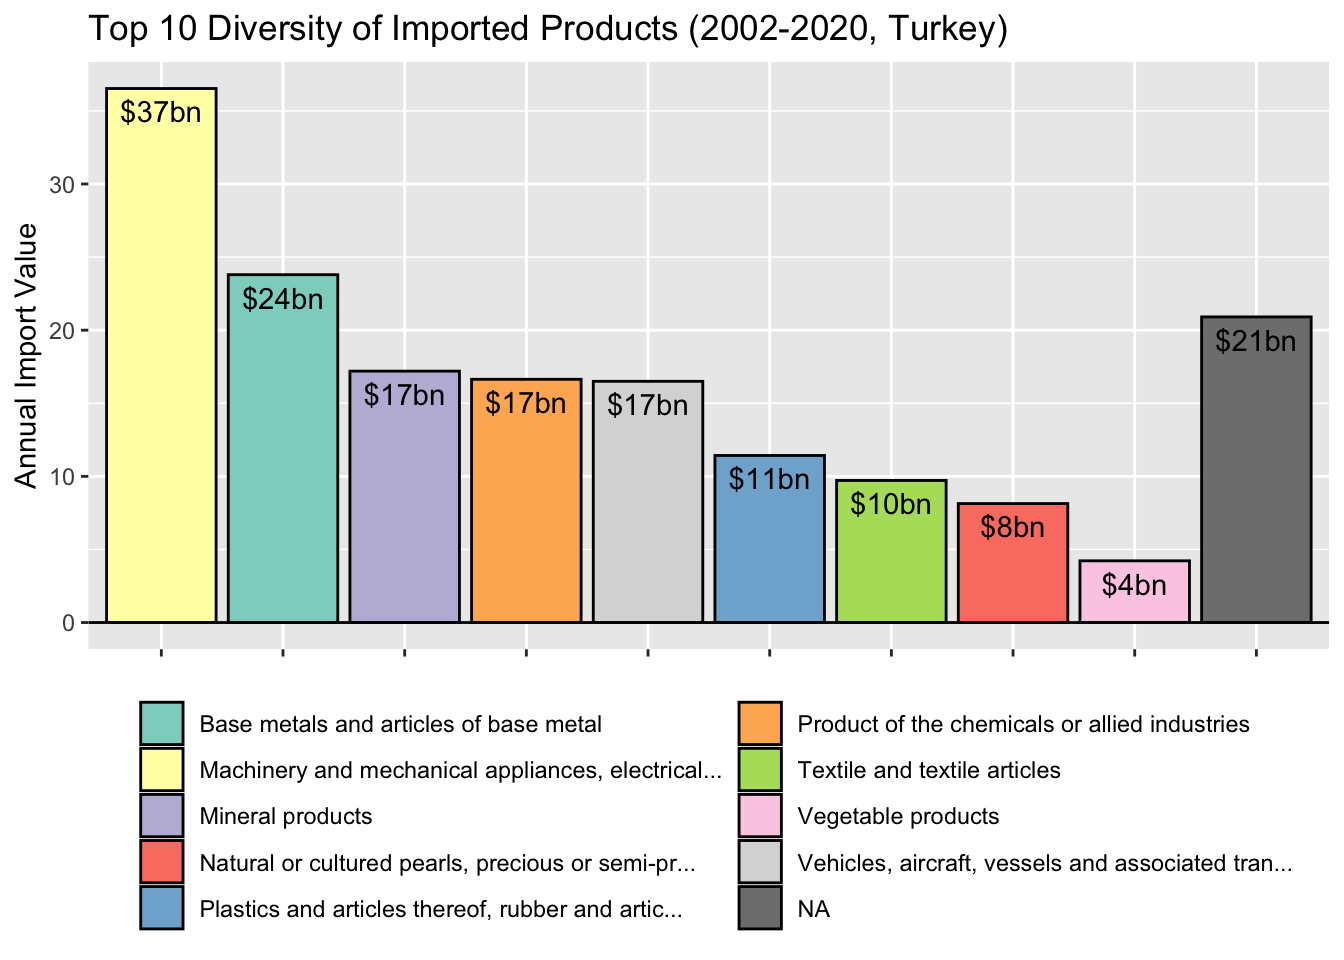 Top 10 Diversity of Imported Products (2002-2020, Turkey)
Annual Import Value
30
20
10
0
$37bn
$24bn
$17bn
$17bn
$17bn
$11bn
$10bn
$8bn
$4bn
$21bn
Base metals and articles of base metal
Machinery and mechanical appliances, electrical...
Mineral products
Natural or cultured pearls, precious or semi-pr...
Plastics and articles thereof, rubber and artic...
Product of the chemicals or allied industries
Textile and textile articles
Vegetable products
Vehicles, aircraft, vessels and associated tran...
NA